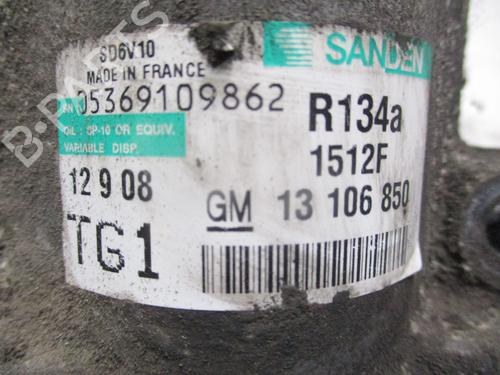 SD6V10
MADE IN FRANCE
SANDEN
05369109862
OIL : SP-10 OR EQUIV.
VARIABLE DISP.
R134a
1512F
12 9 08
GM 13 106 850
TG1
B-PARTS